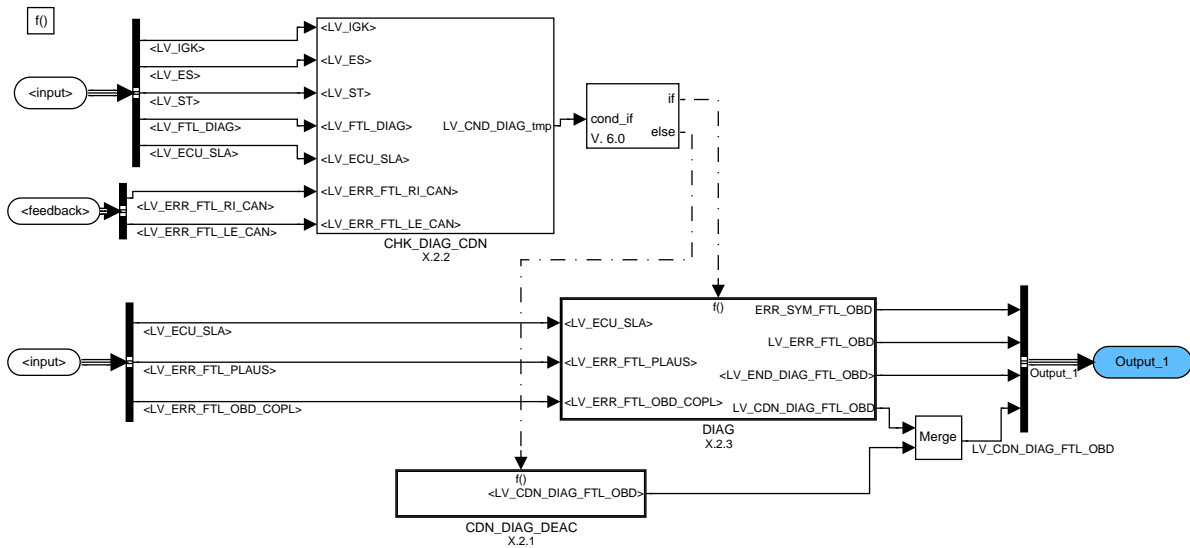 f()
<input>
<LV_IGK>
<LV_ES>
<LV_ST>
<LV_FTL_DIAG>
<LV_ECU_SLA>
<LV_IGK>
<LV_ES>
<LV_ST>
<LV_FTL_DIAG>
<LV_ECU_SLA>
<LV_ERR_FTL_RI_CAN>
<LV_ERR_FTL_LE_CAN>
LV_CND_DIAG_tmp
CHK_DIAG_CDN
X.2.2
<feedback>
<LV_ERR_FTL_RI_CAN>
<LV_ERR_FTL_LE_CAN>
cond_if
V. 6.0
if
else
<input>
<LV_ECU_SLA>
<LV_ERR_FTL_PLAUS>
<LV_ERR_FTL_OBD_COPL>
f()
<LV_ECU_SLA>
<LV_ERR_FTL_PLAUS>
<LV_ERR_FTL_OBD_COPL>
ERR_SYM_FTL_OBD
LV_ERR_FTL_OBD
<LV_END_DIAG_FTL_OBD>
LV_CDN_DIAG_FTL_OBD
DIAG
X.2.3
Merge
LV_CDN_DIAG_FTL_OBD
Output_1
Output_1
f()
<LV_CDN_DIAG_FTL_OBD>
CDN_DIAG_DEAC
X.2.1